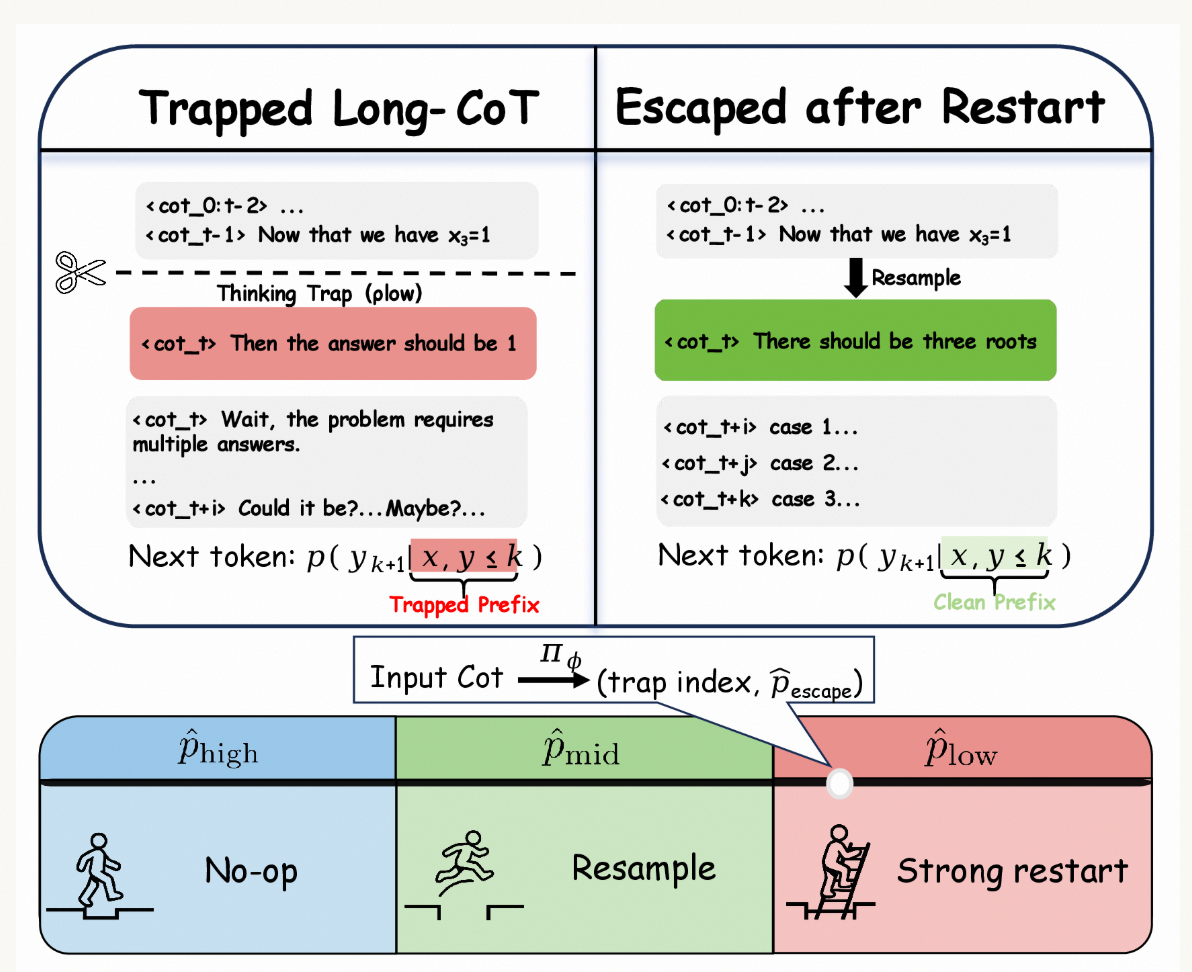 Trapped Long-CoT
<cot_0:t-2> ...
<cot_t-1> Now that we have x₃=1
Thinking Trap (ρlow)
<cot_t> Then the answer should be 1
<cot_t> Wait, the problem requires
multiple answers.
...
<cot_t+i> Could it be?...Maybe?...
Next token: p( yₖ₊₁| x, y ≤ k )
Trapped Prefix
Escaped after Restart
<cot_0:t-2> ...
<cot_t-1> Now that we have x₃=1
Resample
<cot_t> There should be three roots
<cot_t+i> case 1...
<cot_t+j> case 2...
<cot_t+k> case 3...
Next token: p( yₖ₊₁| x, y ≤ k )
Clean Prefix
Input Cot Π_ϕ (trap index, p̂_escape)
p̂_high
p̂_mid
p̂_low
No-op
Resample
Strong restart